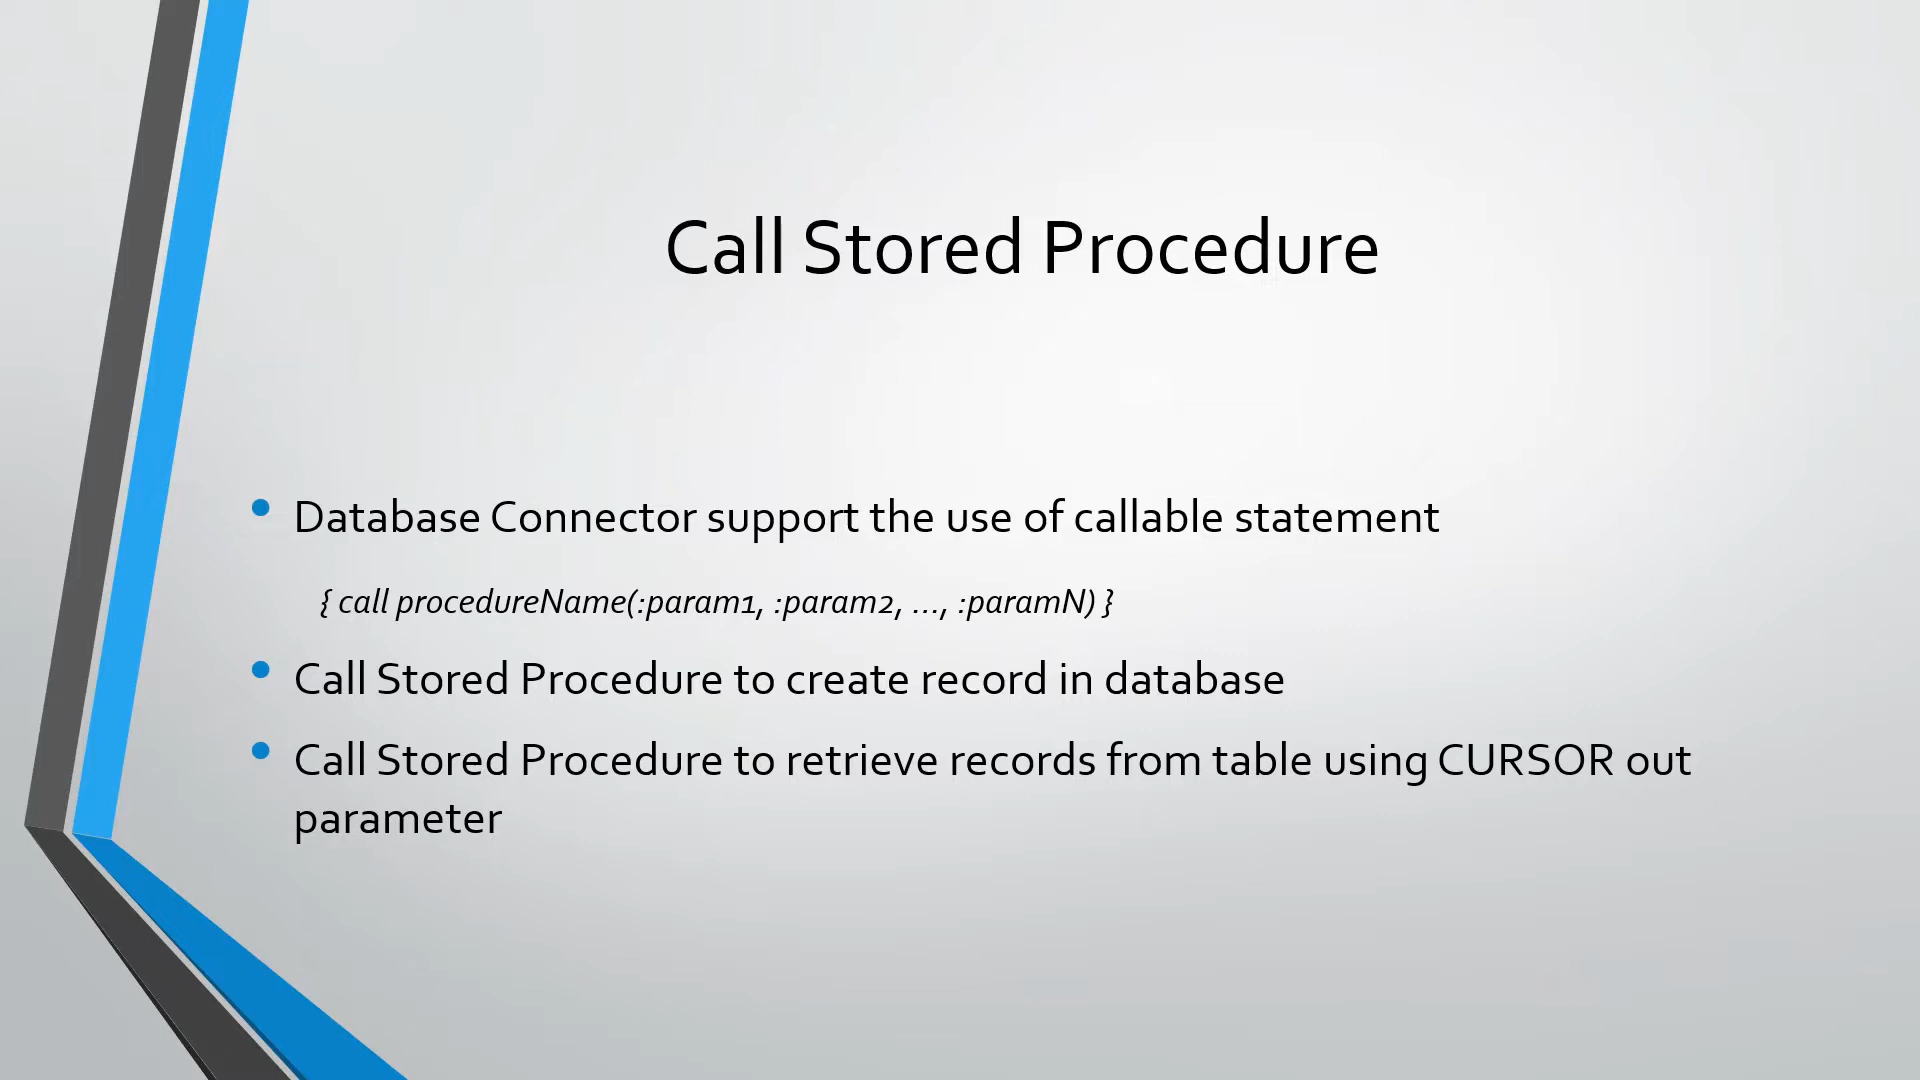 Call Stored Procedure
• Database Connector support the use of callable statement
{ call procedureName(:param1, :param2, ..., :paramN) }
• Call Stored Procedure to create record in database
• Call Stored Procedure to retrieve records from table using CURSOR out
parameter